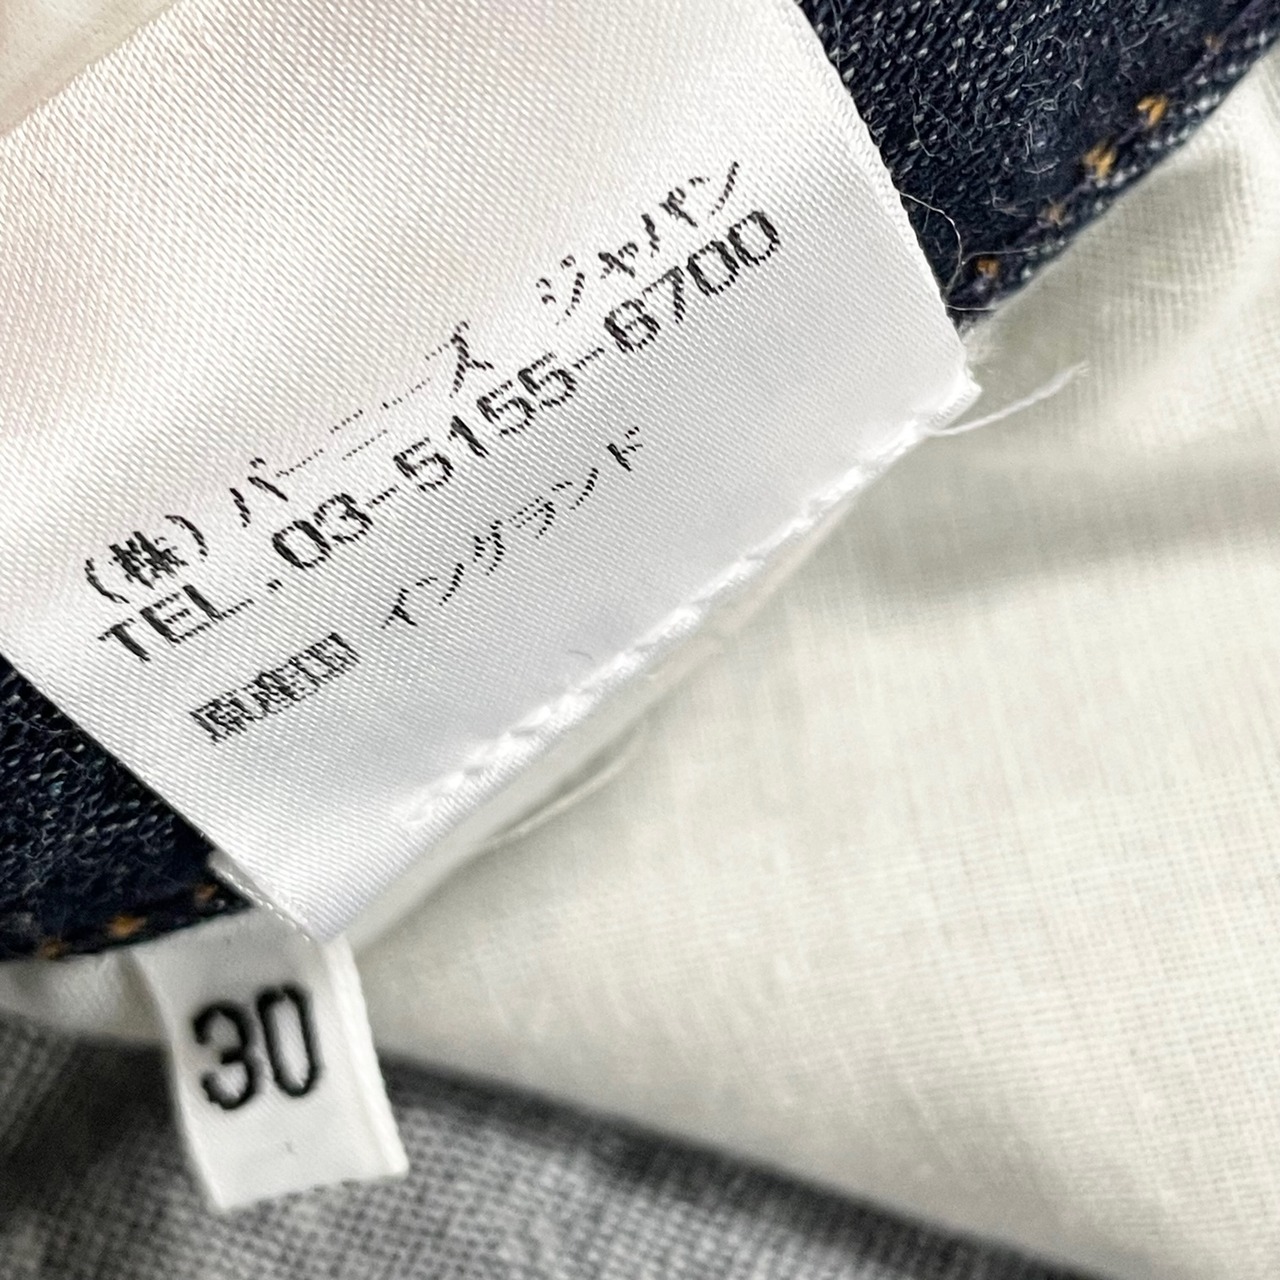 (株)バーニーズ ジャパン
TEL.03-5155-6700
原産国 イングランド
30